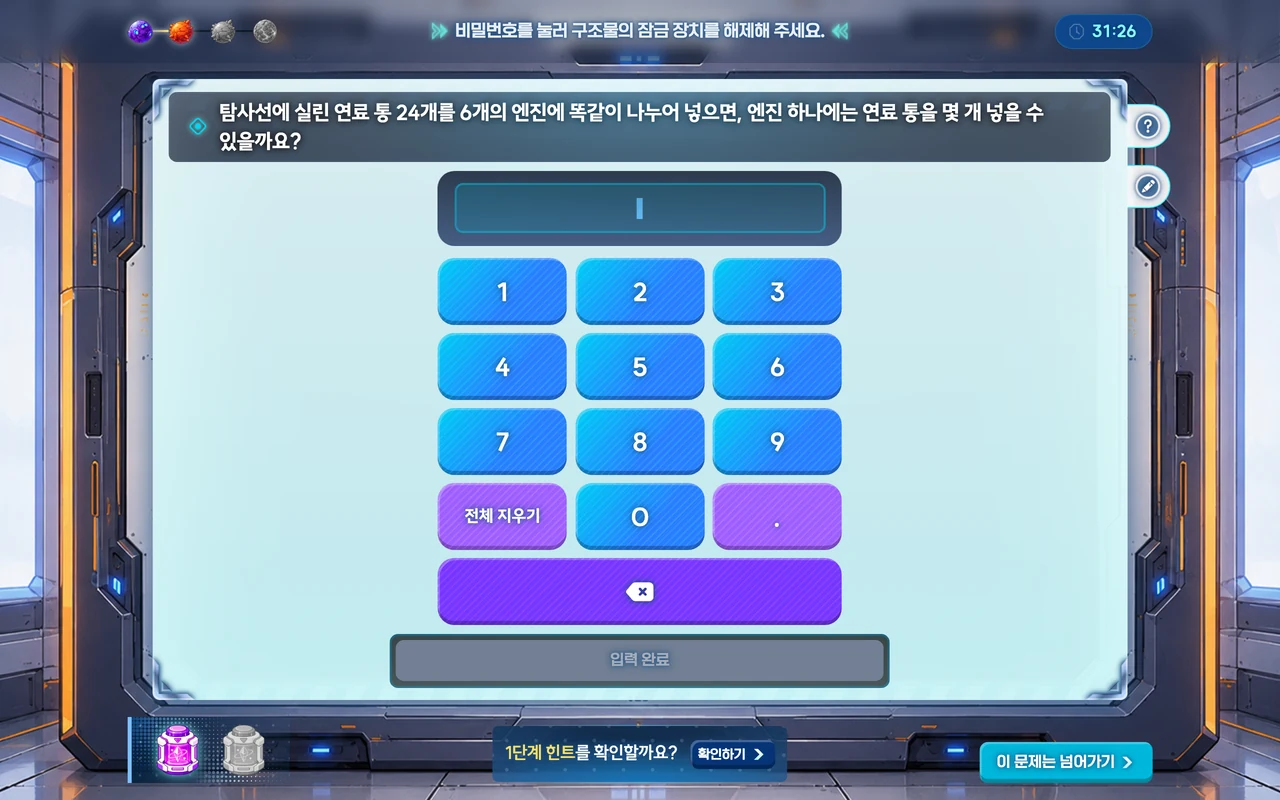 비밀번호를 눌러 구조물의 잠금 장치를 해제해 주세요.
31:26
탐사선에 실린 연료 통 24개를 6개의 엔진에 똑같이 나누어 넣으면, 엔진 하나에는 연료 통을 몇 개 넣을 수
있을까요?
?
1 2 3
4 5 6
7 8 9
전체 지우기 0 .
입력 완료
1단계 힌트를 확인할까요? 확인하기
이 문제는 넘어가기